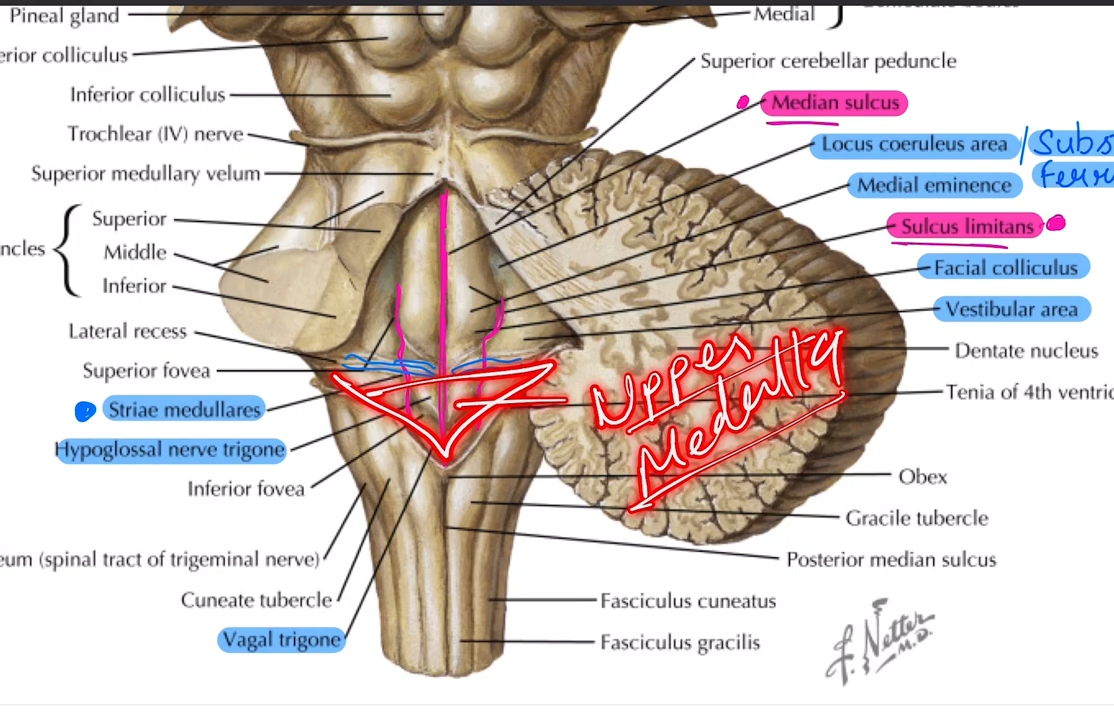 Pineal gland
erior colliculus
Inferior colliculus
Trochlear (IV) nerve
Superior medullary velum
Superior
ncles
Middle
Inferior
Lateral recess
Superior fovea
Striae medullares
Hypoglossal nerve trigone
Inferior fovea
eum (spinal tract of trigeminal nerve)
Cuneate tubercle
Vagal trigone
Medial
Superior cerebellar peduncle
Median sulcus
Locus coeruleus area / Subs
Ferru
Medial eminence
Sulcus limitans
Facial colliculus
Vestibular area
Dentate nucleus
Tenia of 4th ventric
Obex
Gracile tubercle
Posterior median sulcus
Fasciculus cuneatus
Fasciculus gracilis
Upper
Medulla
F. Netter
M.D.